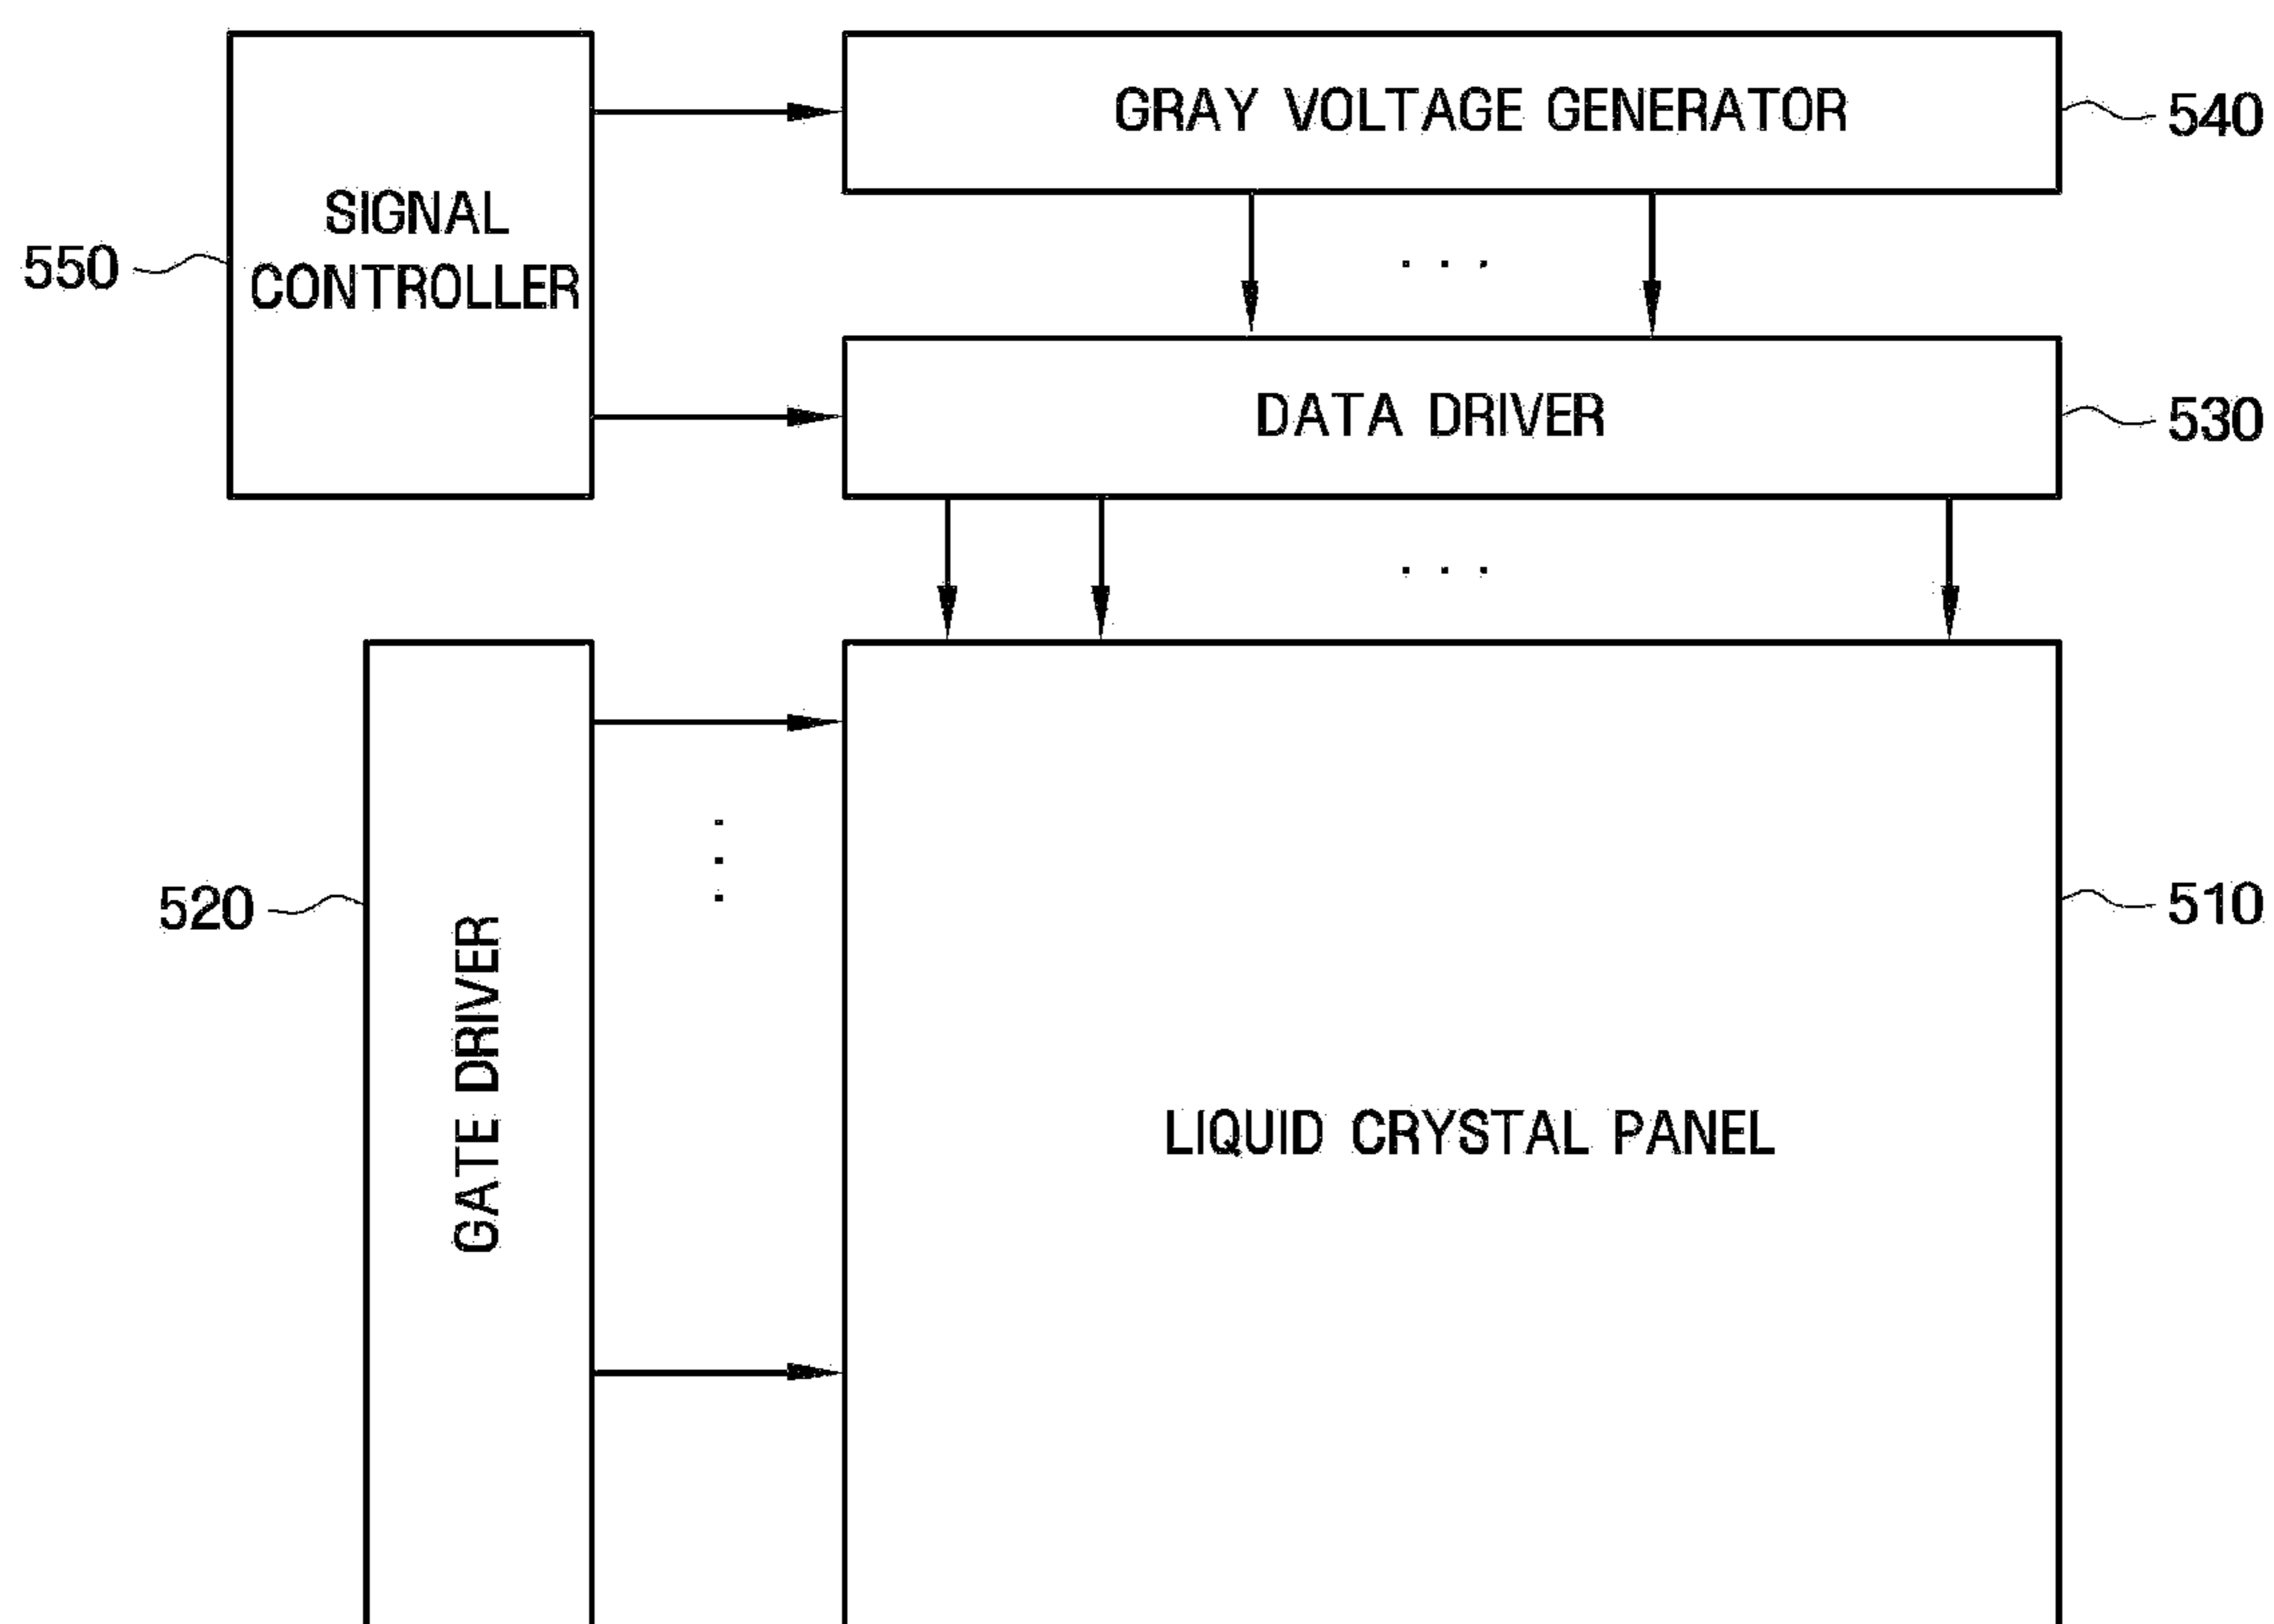 GRAY VOLTAGE GENERATOR
540
SIGNAL
CONTROLLER
550
DATA DRIVER
530
GATE DRIVER
520
LIQUID CRYSTAL PANEL
510